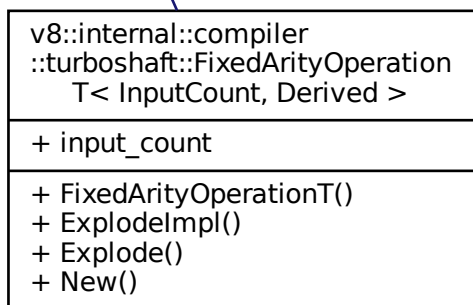 v8::internal::compiler
::turboshaft::FixedArityOperation
T< InputCount, Derived >
+ input_count
+ FixedArityOperationT()
+ ExplodeImpl()
+ Explode()
+ New()